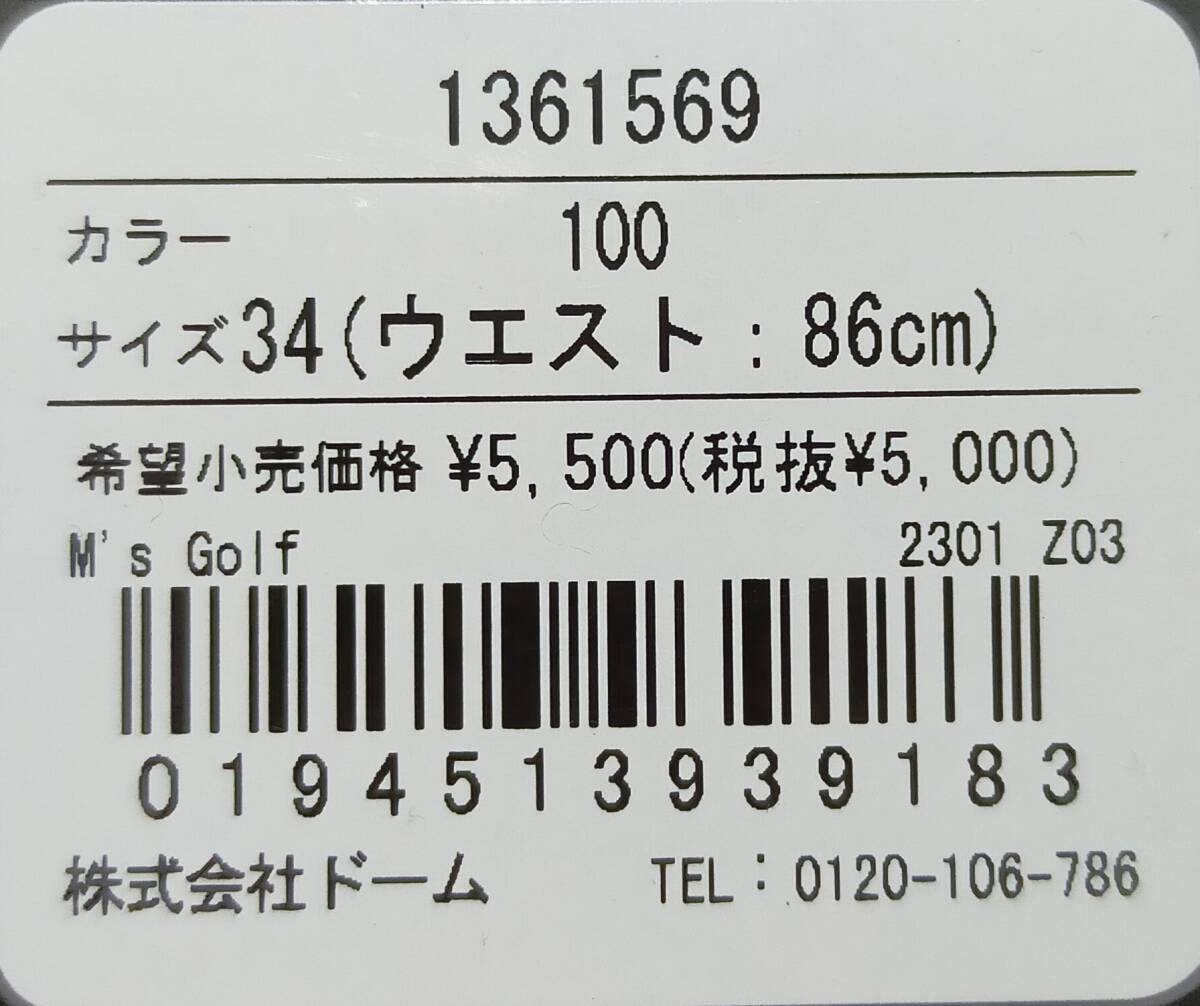 1361569
カラー 100
サイズ 34(ウエスト:86cm)
希望小売価格 ¥5,500(税抜¥5,000)
M's Golf 2301 Z03
0194513939183
株式会社ドーム TEL:0120-106-786